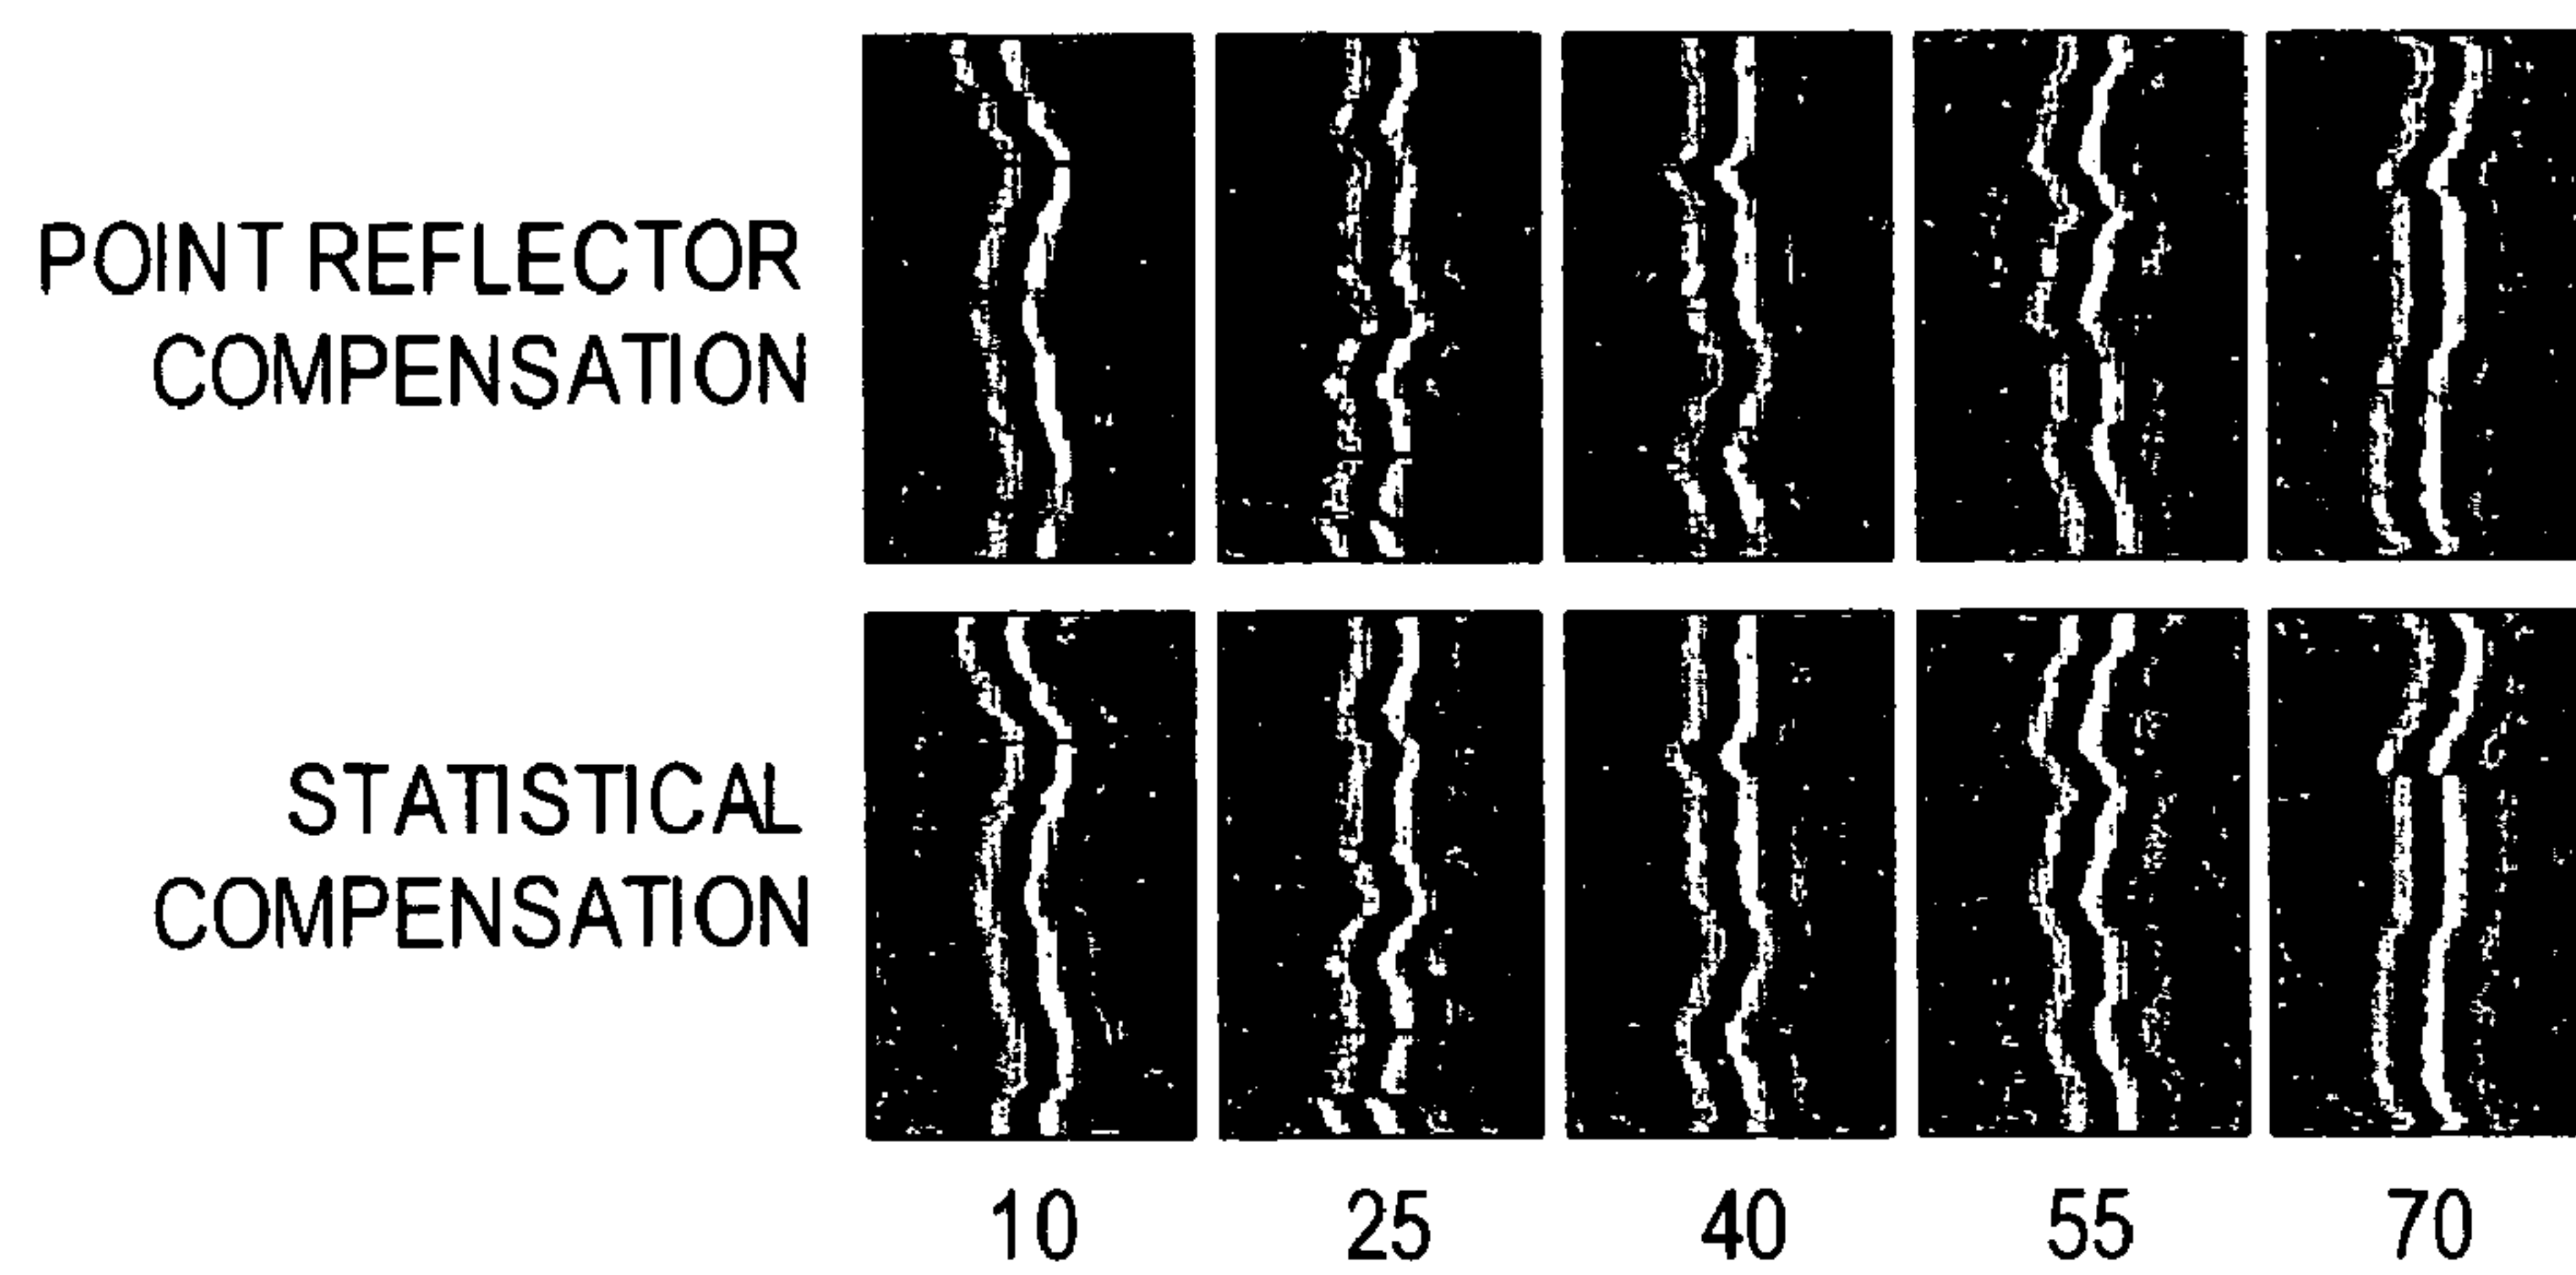 POINT REFLECTOR
COMPENSATION
STATISTICAL
COMPENSATION
10 25 40 55 70